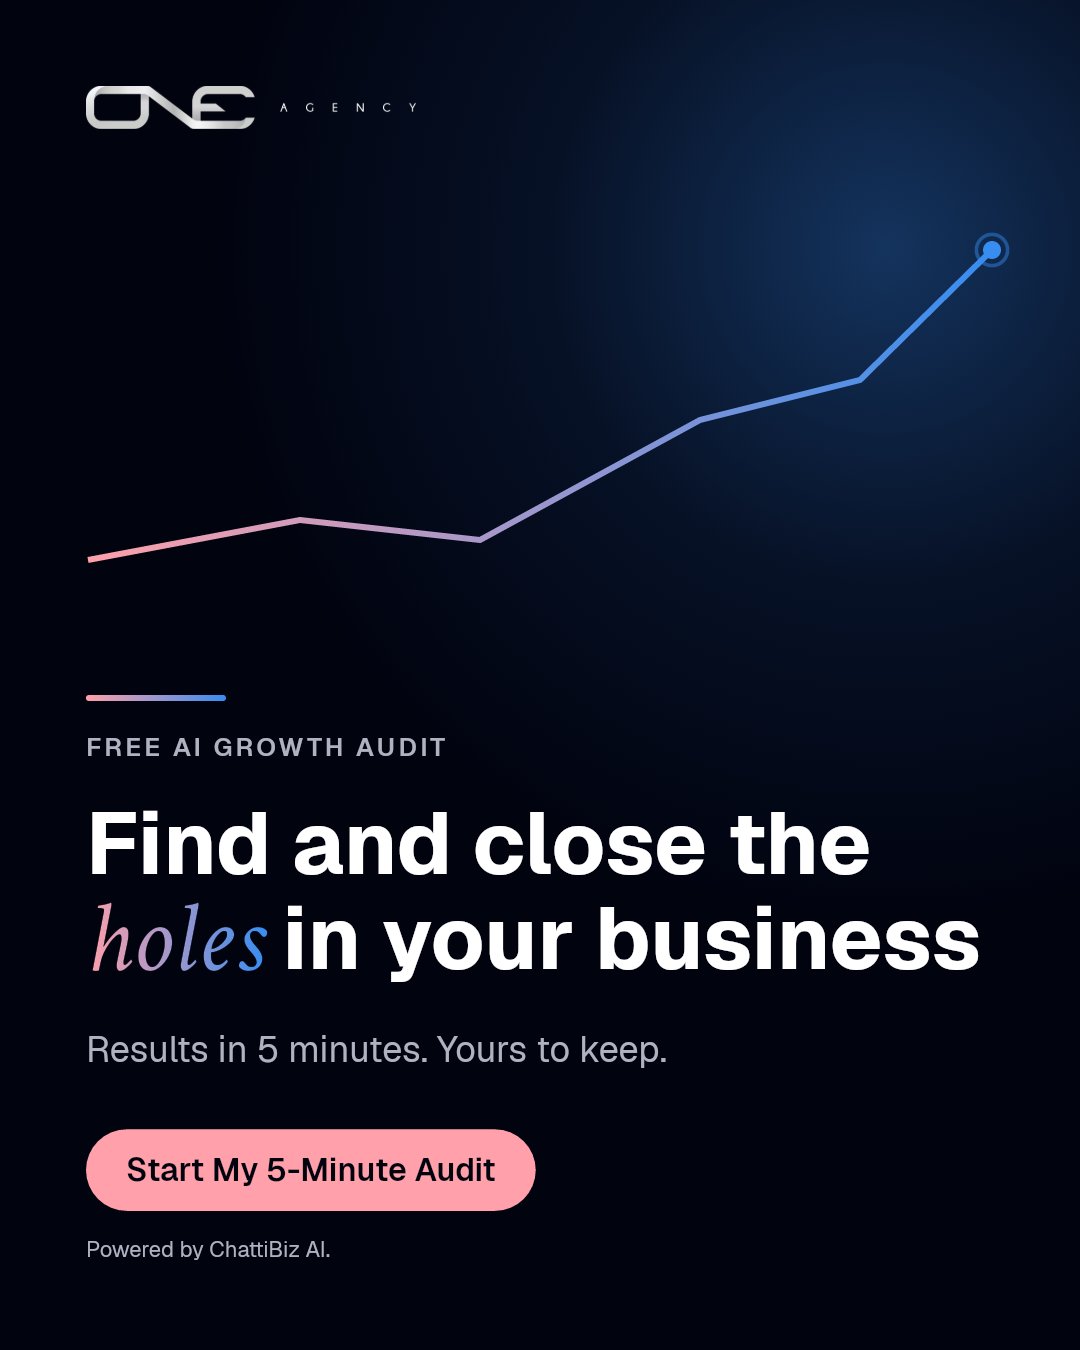 ONE AGENCY
FREE AI GROWTH AUDIT
Find and close the
holes in your business
Results in 5 minutes. Yours to keep.
Start My 5-Minute Audit
Powered by ChattiBiz AI.